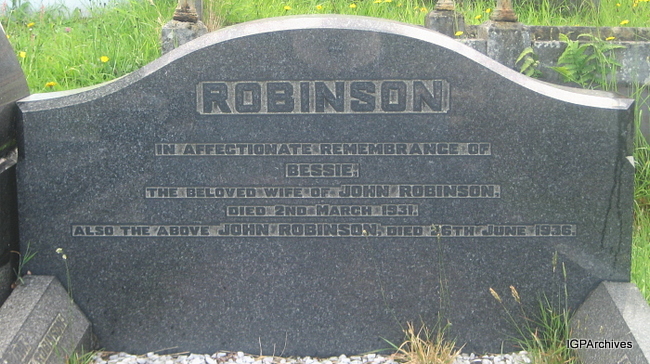 ROBINSON
IN AFFECTIONATE REMEMBRANCE OF
BESSIE,
THE BELOVED WIFE OF JOHN ROBINSON,
DIED 2ND MARCH 1931.
ALSO THE ABOVE JOHN ROBINSON, DIED 26TH JUNE 1936.
IGPArchives